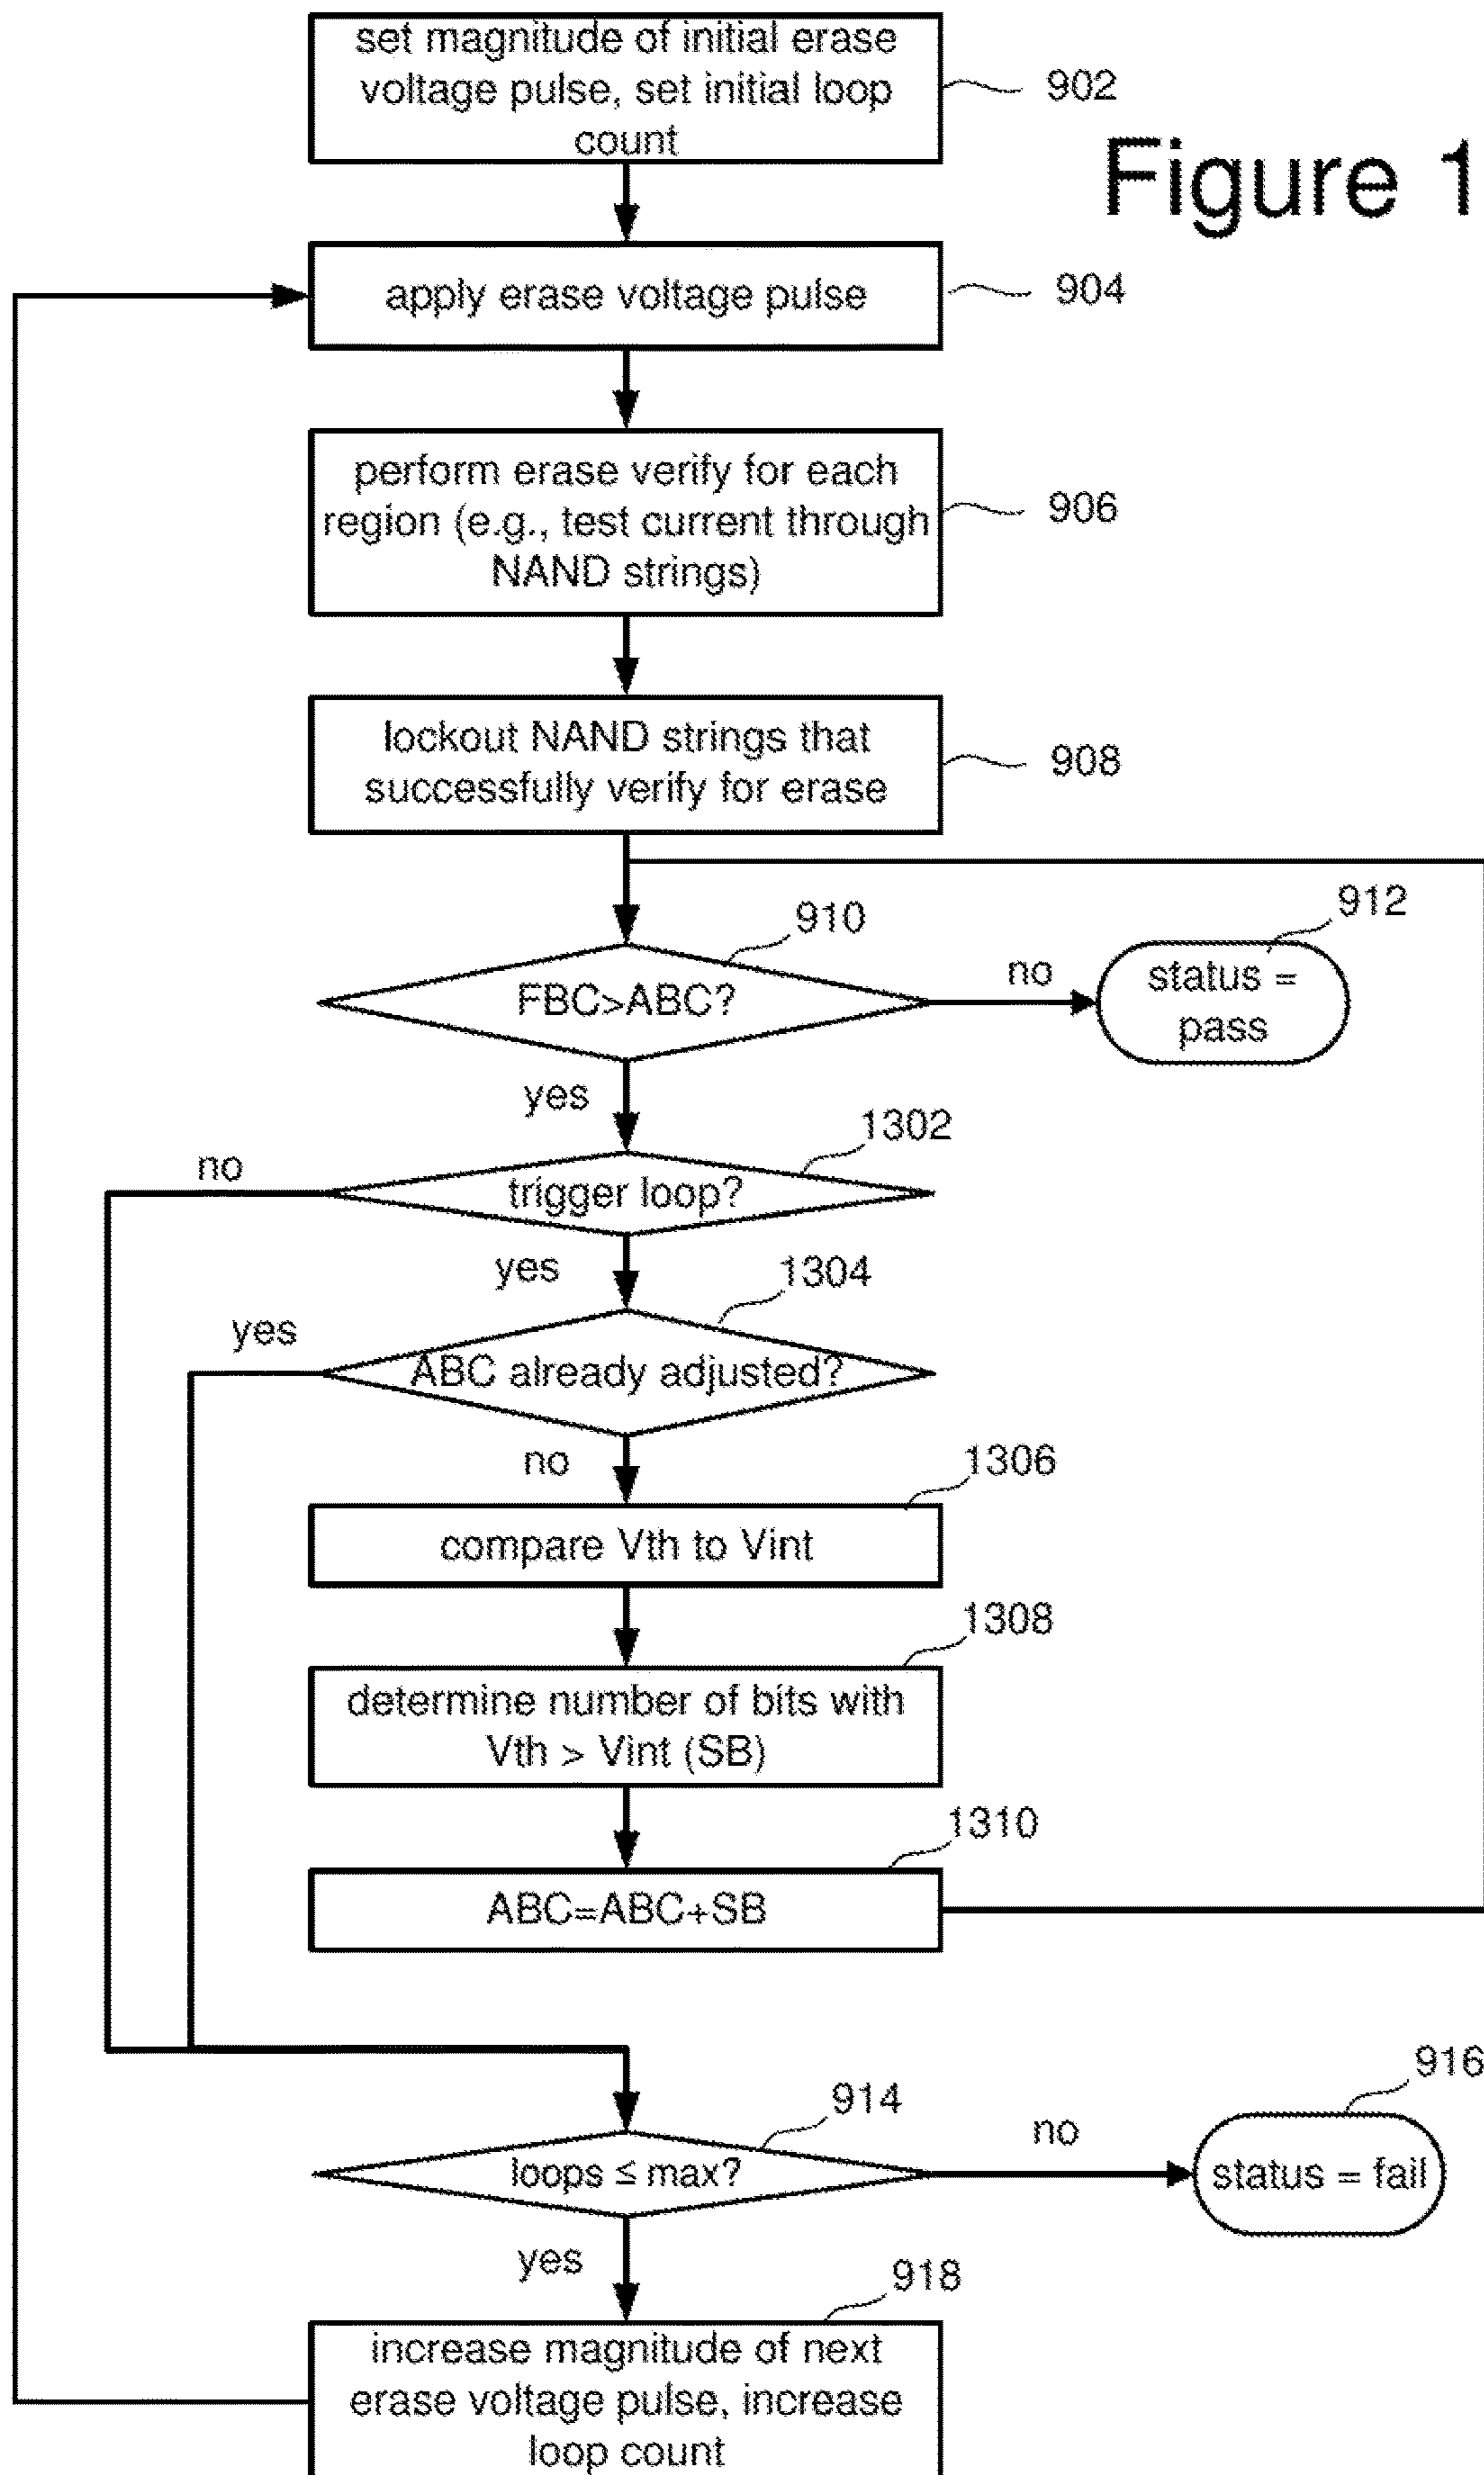 set magnitude of initial erase
voltage pulse, set initial loop
count
902
Figure 1
apply erase voltage pulse
904
perform erase verify for each
region (e.g., test current through
NAND strings)
906
lockout NAND strings that
successfully verify for erase
908
910
912
FBC>ABC?
no
status =
pass
yes
1302
no
trigger loop?
yes
1304
yes
ABC already adjusted?
no
1306
compare Vth to Vint
1308
determine number of bits with
Vth > Vint (SB)
1310
ABC=ABC+SB
916
914
no
loops ≤ max?
status = fail
yes
918
increase magnitude of next
erase voltage pulse, increase
loop count